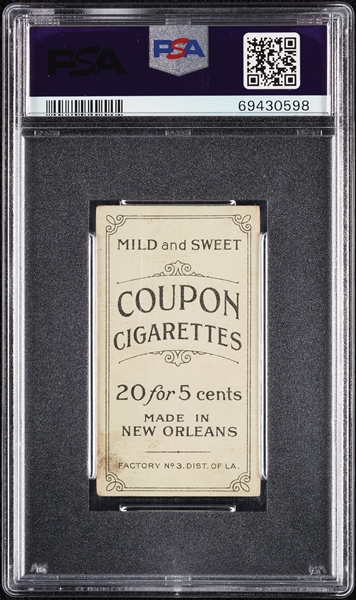 PSA
PSA
69430598
MILD and SWEET
COUPON
CIGARETTES
20 for 5 cents
MADE IN
NEW ORLEANS
FACTORY Nº 3. DIST. OF LA.